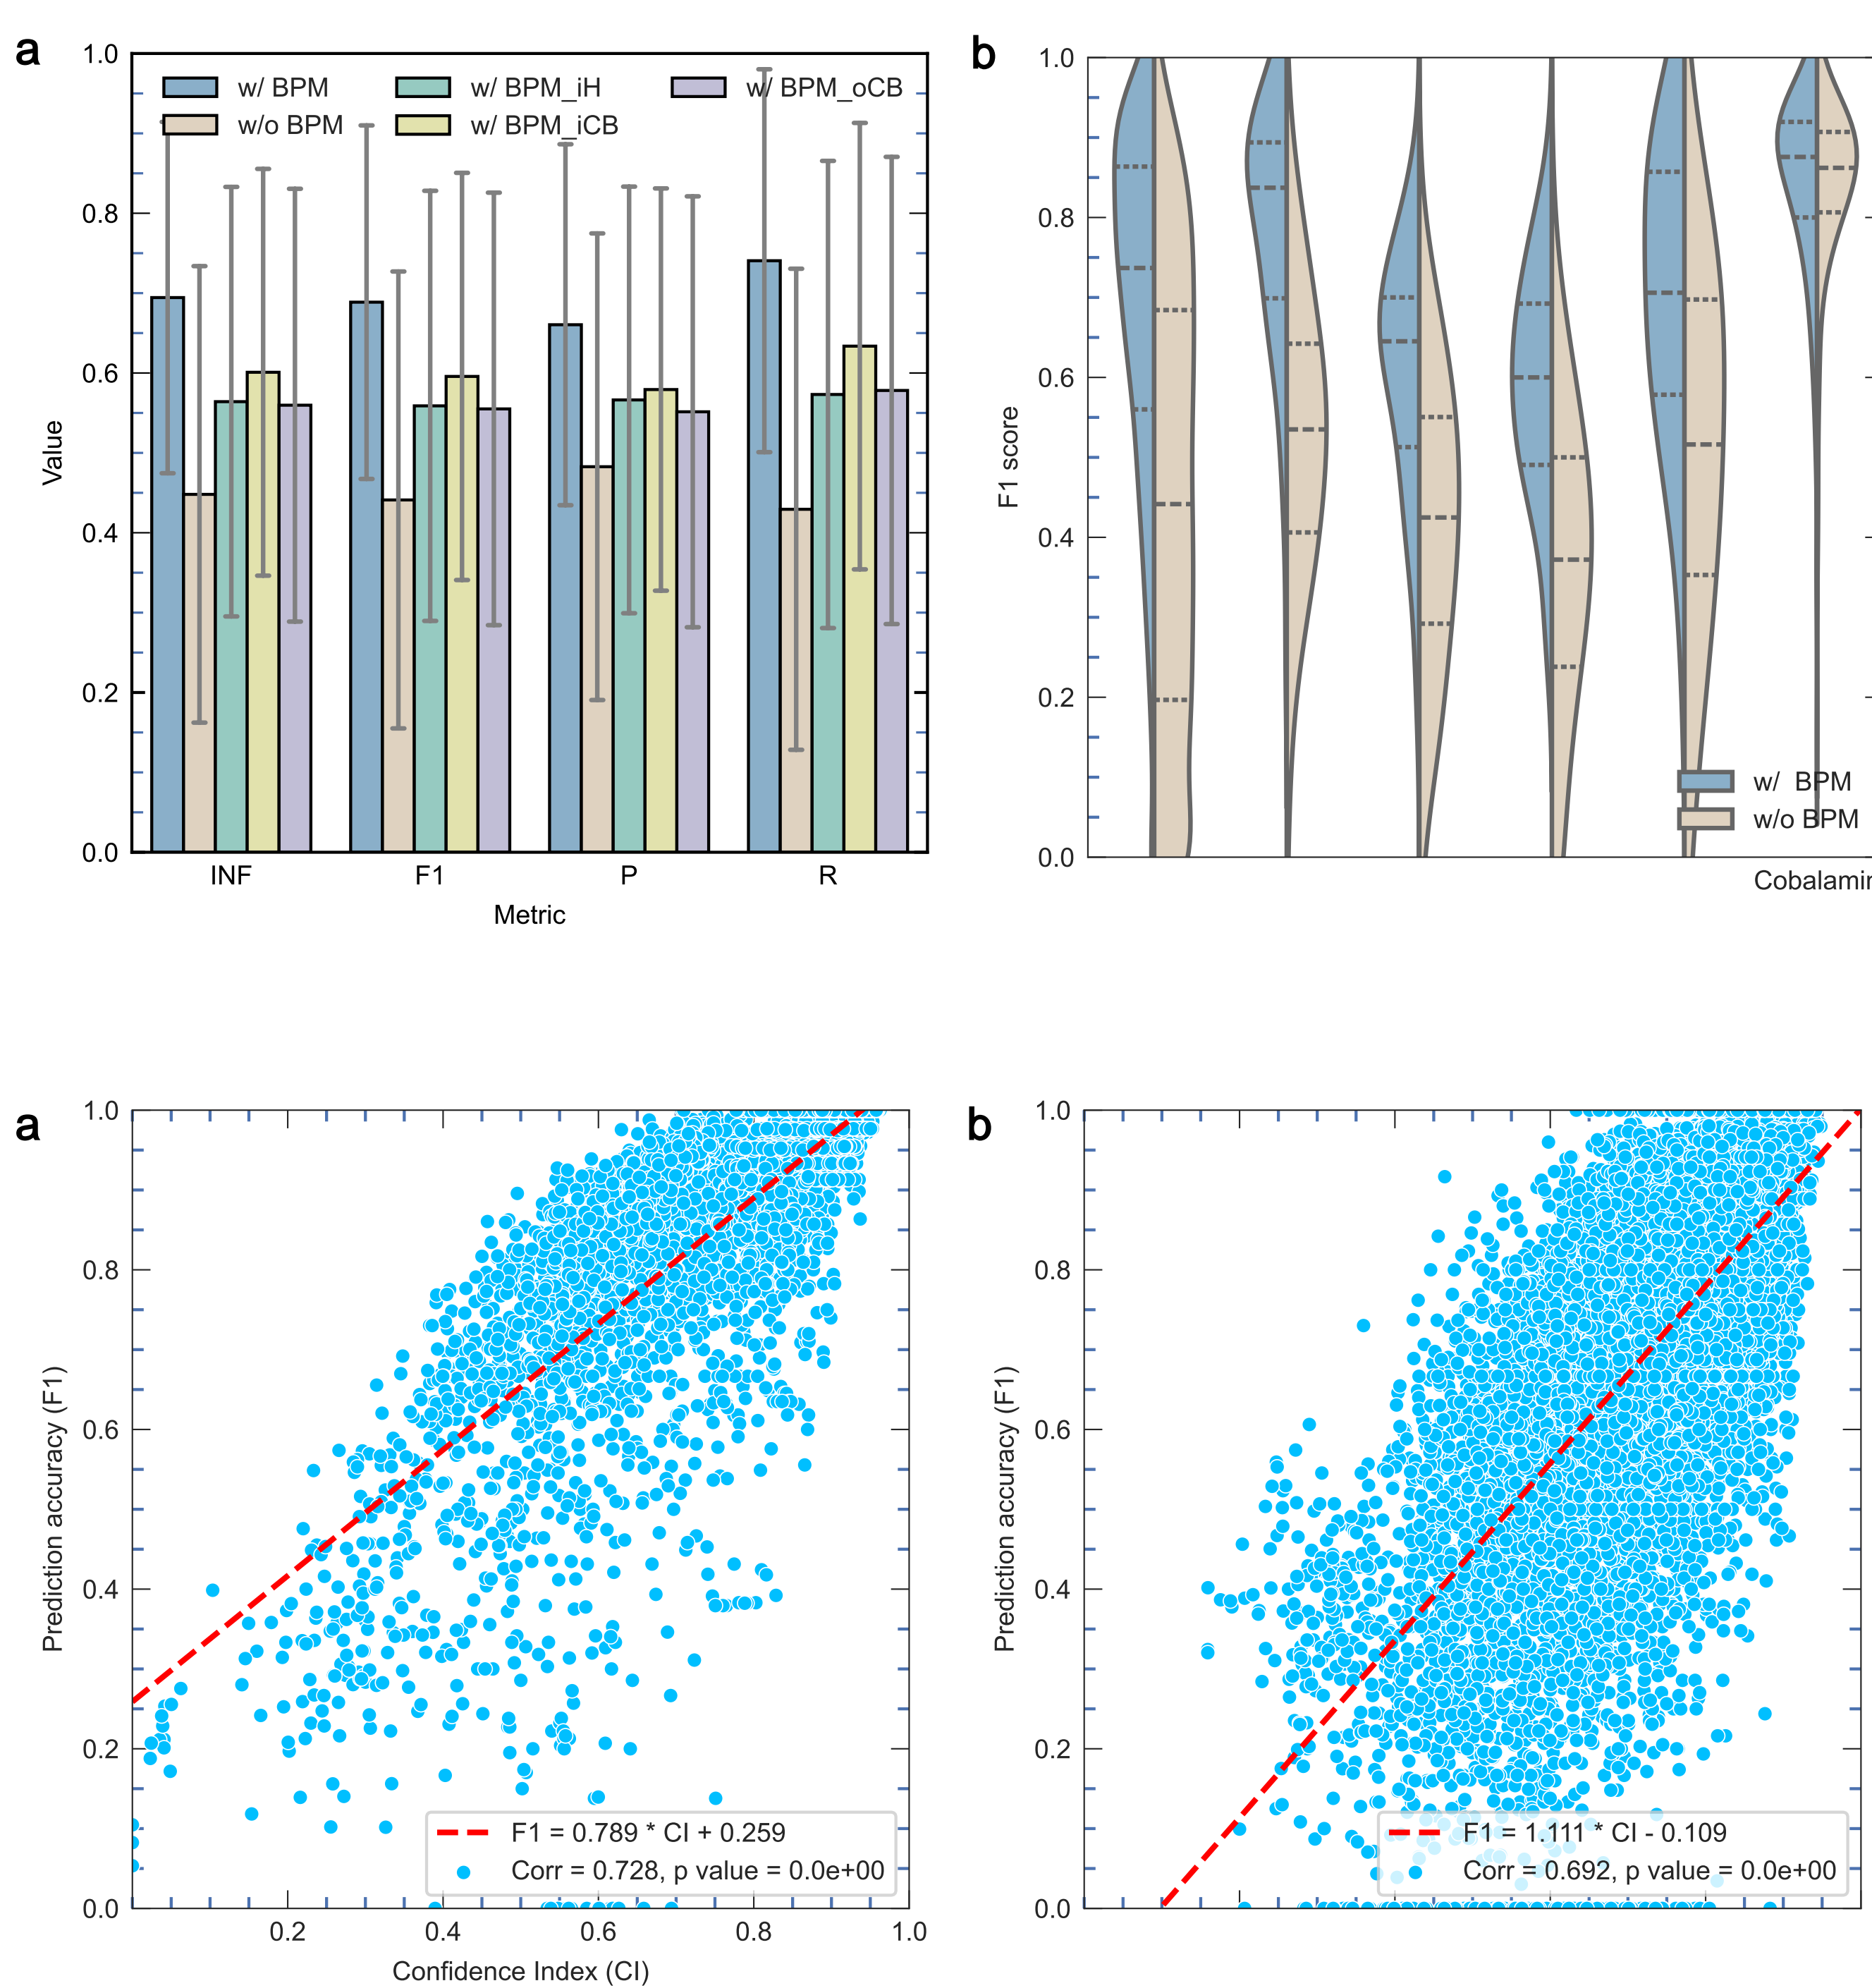 a
1.0
0.8
0.6
0.4
0.2
0.0
Value
w/ BPM
w/o BPM
w/ BPM_iH
w/ BPM_iCB
w/ BPM_oCB
INF
F1
P
R
Metric
b
1.0
0.8
0.6
0.4
0.2
0.0
F1 score
w/ BPM
w/o BPM
a
1.0
0.8
0.6
0.4
0.2
0.0
Prediction accuracy (F1)
F1 = 0.789 * CI + 0.259
Corr = 0.728, p value = 0.0e+00
0.2
0.4
0.6
0.8
1.0
Confidence Index (CI)
b
1.0
0.8
0.6
0.4
0.2
0.0
Prediction accuracy (F1)
F1 = 1.111 * CI - 0.109
Corr = 0.692, p value = 0.0e+00